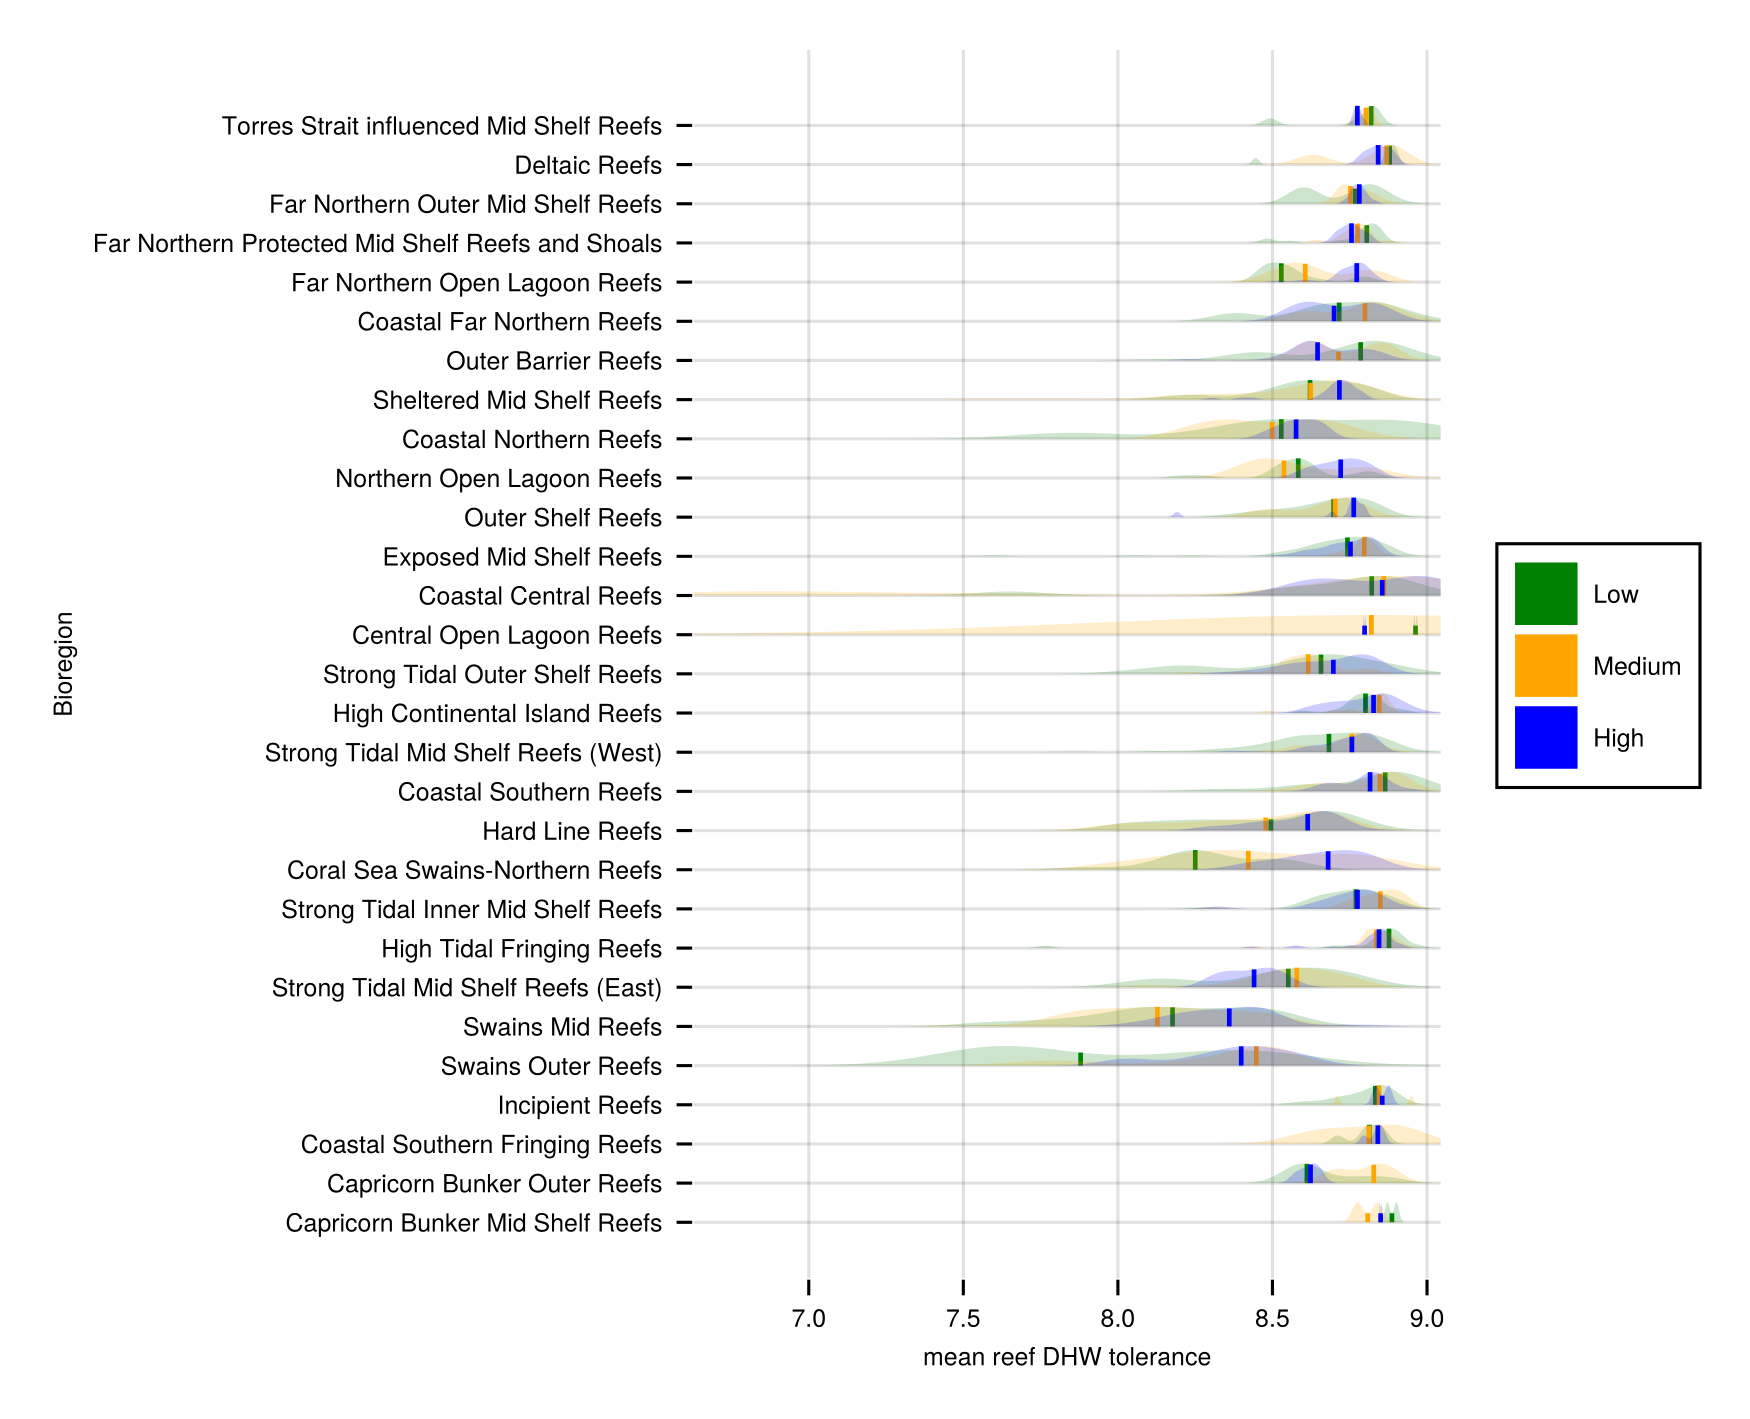 Torres Strait influenced Mid Shelf Reefs
Deltaic Reefs
Far Northern Outer Mid Shelf Reefs
Far Northern Protected Mid Shelf Reefs and Shoals
Far Northern Open Lagoon Reefs
Coastal Far Northern Reefs
Outer Barrier Reefs
Sheltered Mid Shelf Reefs
Coastal Northern Reefs
Northern Open Lagoon Reefs
Outer Shelf Reefs
Exposed Mid Shelf Reefs
Coastal Central Reefs
Central Open Lagoon Reefs
Strong Tidal Outer Shelf Reefs
High Continental Island Reefs
Strong Tidal Mid Shelf Reefs (West)
Coastal Southern Reefs
Hard Line Reefs
Coral Sea Swains-Northern Reefs
Strong Tidal Inner Mid Shelf Reefs
High Tidal Fringing Reefs
Strong Tidal Mid Shelf Reefs (East)
Swains Mid Reefs
Swains Outer Reefs
Incipient Reefs
Coastal Southern Fringing Reefs
Capricorn Bunker Outer Reefs
Capricorn Bunker Mid Shelf Reefs
Bioregion
7.0 7.5 8.0 8.5 9.0
mean reef DHW tolerance
Low
Medium
High